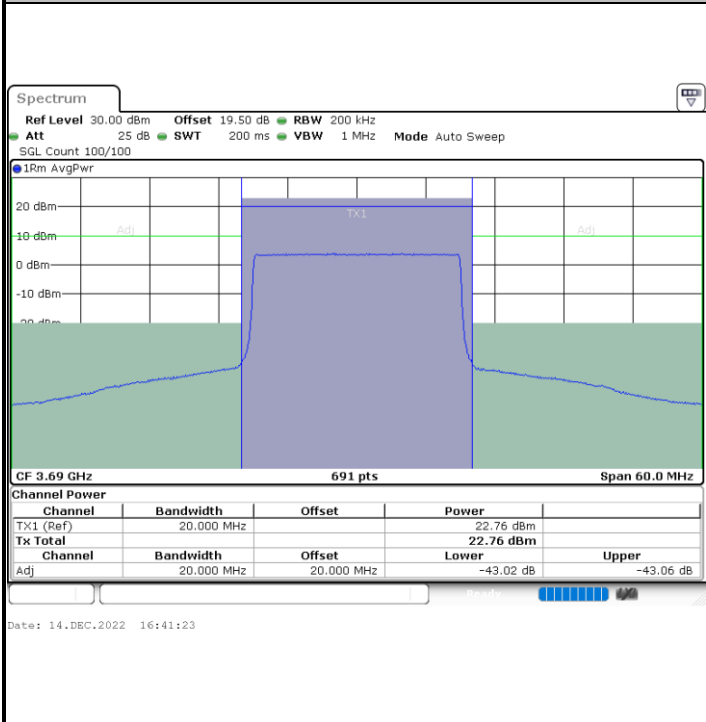 Spectrum
Ref Level 30.00 dBm Offset 19.50 dB RBW 200 kHz
Att 25 dB SWT 200 ms VBW 1 MHz Mode Auto Sweep
SGL Count 100/100
1Rm AvgPwr
20 dBm
TX1
Adj
Adj
10 dBm
0 dBm
-10 dBm
-20 dBm
CF 3.69 GHz 691 pts Span 60.0 MHz
Channel Power
Channel Bandwidth Offset Power
TX1 (Ref) 20.000 MHz 22.76 dBm
Tx Total 22.76 dBm
Channel Bandwidth Offset Lower Upper
Adj 20.000 MHz 20.000 MHz -43.02 dB -43.06 dB
Ready
Date: 14.DEC.2022 16:41:23